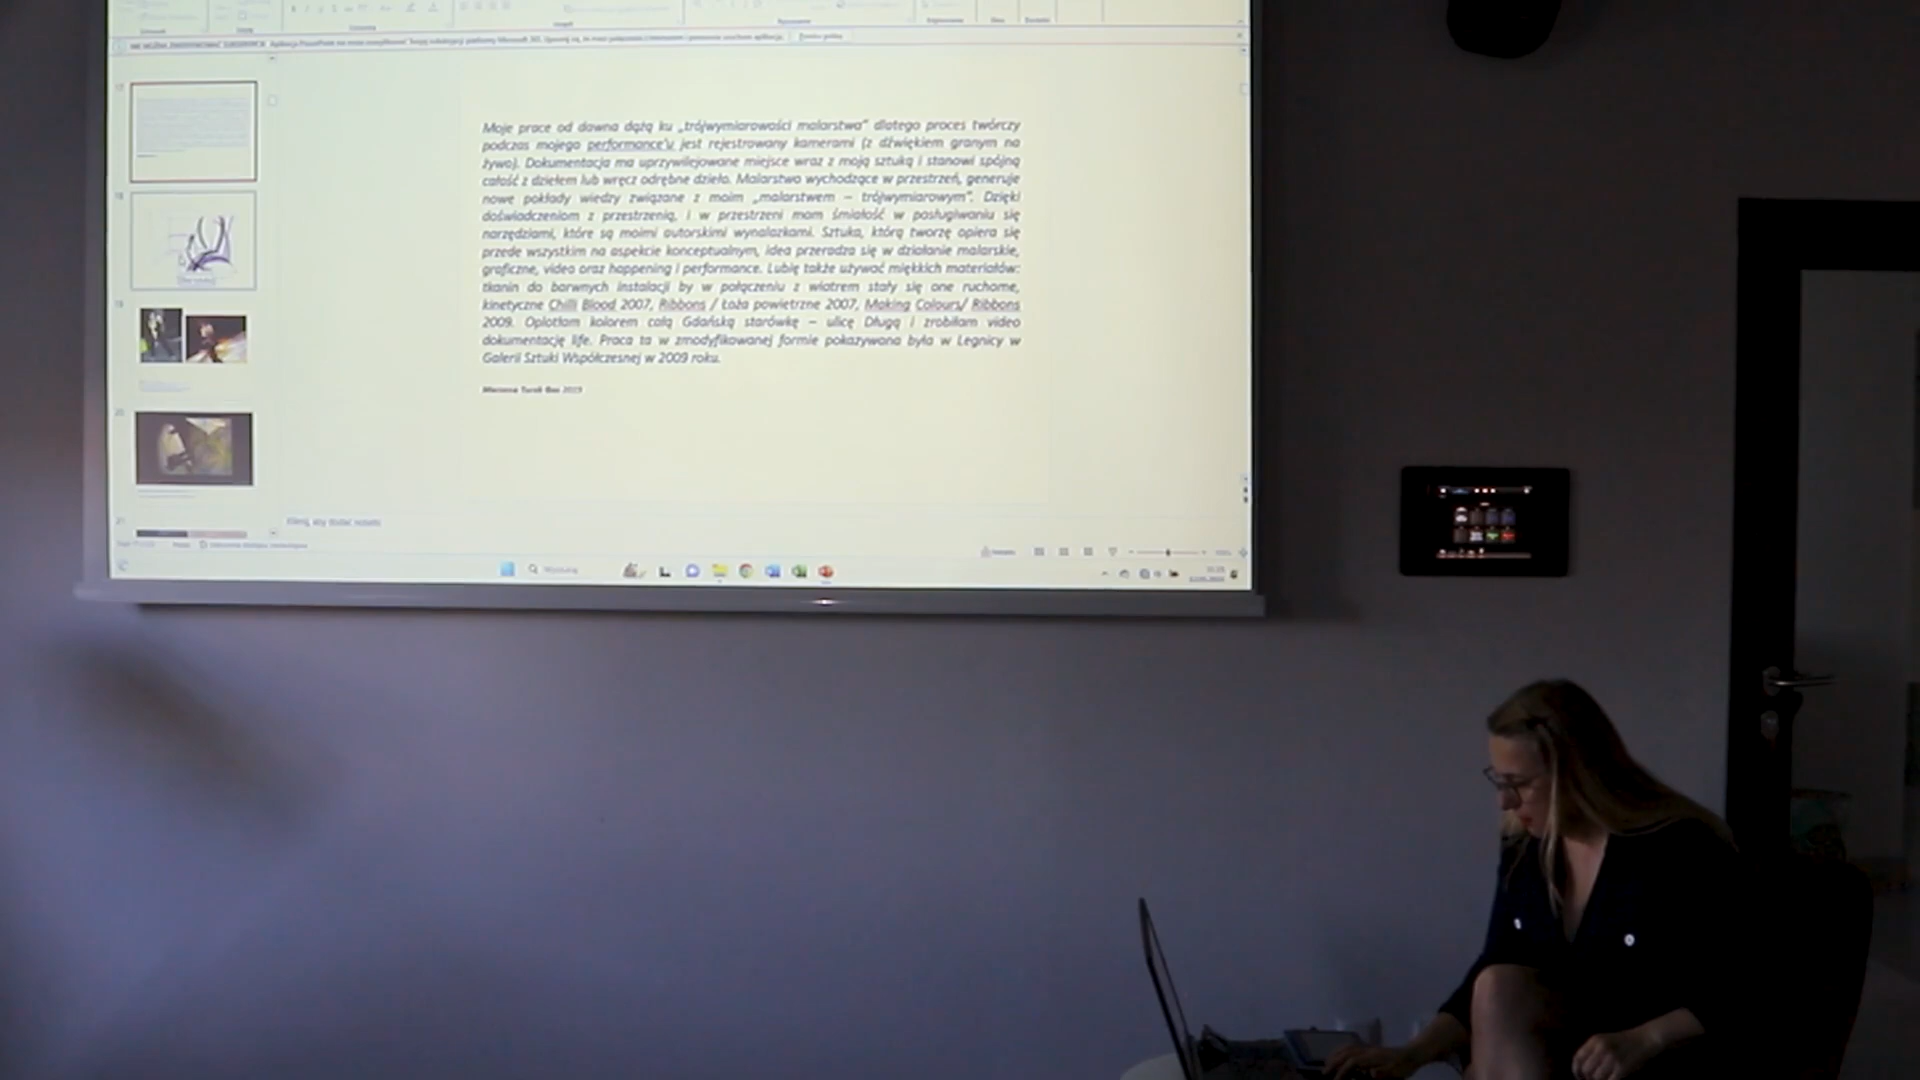 Moje prace od dawna dążą ku „trójwymiarowości malarstwa” dlatego proces twórczy
podczas mojego performance'u jest rejestrowany kamerami (z dźwiękiem granym na
żywo). Dokumentacja ma uprzywilejowane miejsce wraz z moją sztuką i stanowi spójną
całość z dziełem lub wręcz odrębne dzieło. Malarstwo wychodzące w przestrzeń, generuje
nowe pokłady wiedzy związane z moim „malarstwem – trójwymiarowym”. Dzięki
doświadczeniom z przestrzenią, i w przestrzeni mam śmiałość w posługiwaniu się
narzędziami, które są moimi autorskimi wynalazkami. Sztuka, którą tworzę opiera się
przede wszystkim na aspekcie konceptualnym, idea przeradza się w działanie malarskie,
graficzne, video oraz happening i performance. Lubię także używać miękkich materiałów:
tkanin do barwnych instalacji by w połączeniu z wiatrem stały się one ruchome,
kinetyczne Chilli Blood 2007, Ribbons / Łoża powietrzne 2007, Making Colours/ Ribbons
2009. Oplotłam kolorem całą Gdańską starówkę – ulicę Długą i zrobiłam video
dokumentację life. Praca ta w zmodyfikowanej formie pokazywana była w Legnicy w
Galerii Sztuki Współczesnej w 2009 roku.
Kliknij, aby dodać notatki
Wyszukaj